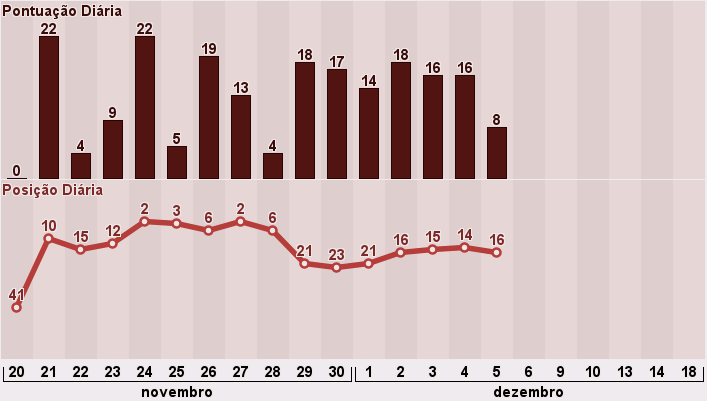 Pontuação Diária
0 22 4 9 22 5 19 13 4 18 17 14 18 16 16 8
Posição Diária
41 10 15 12 2 3 6 2 6 21 23 21 16 15 14 16
20 21 22 23 24 25 26 27 28 29 30 1 2 3 4 5 6 9 10 13 14 18
novembro dezembro